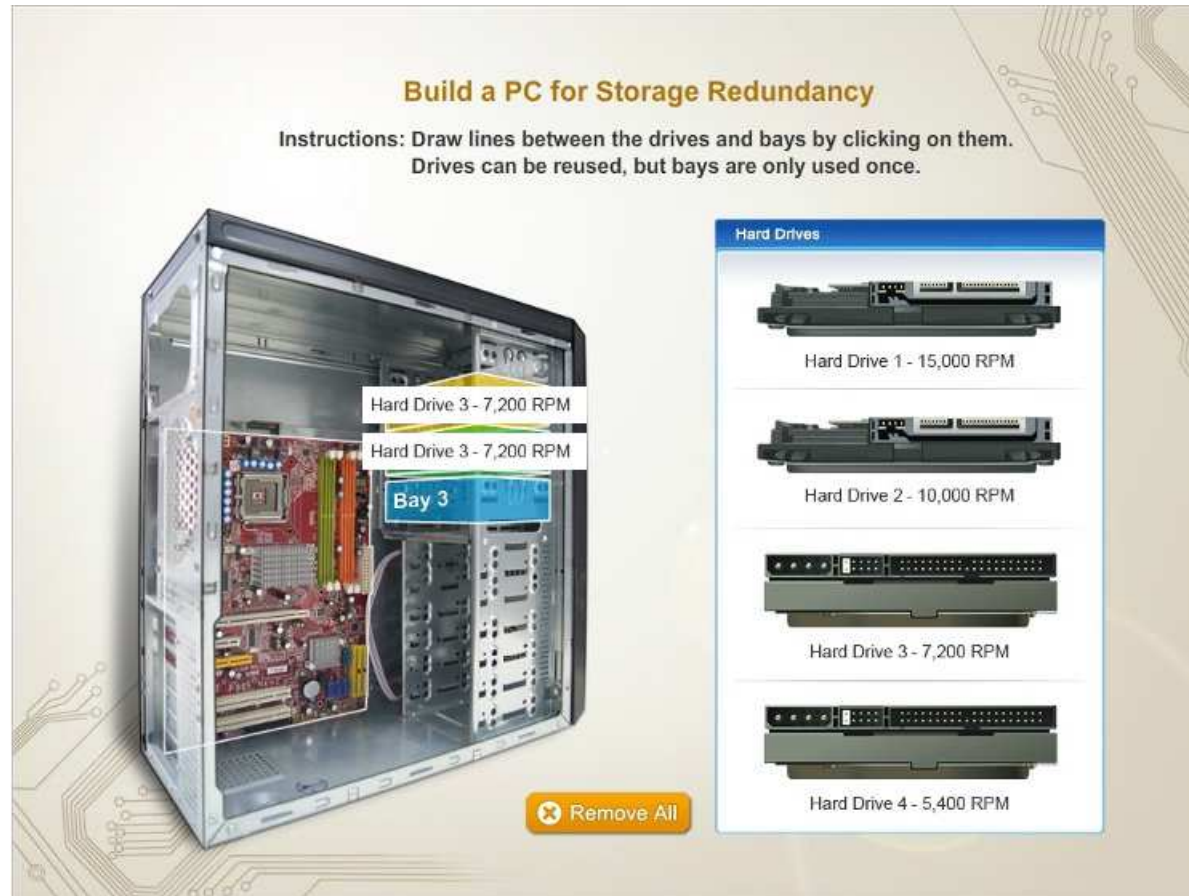 Build a PC for Storage Redundancy
Instructions: Draw lines between the drives and bays by clicking on them.
Drives can be reused, but bays are only used once.
Hard Drive 3 - 7,200 RPM
Hard Drive 3 - 7,200 RPM
Bay 3
Remove All
Hard Drives
Hard Drive 1 - 15,000 RPM
Hard Drive 2 - 10,000 RPM
Hard Drive 3 - 7,200 RPM
Hard Drive 4 - 5,400 RPM